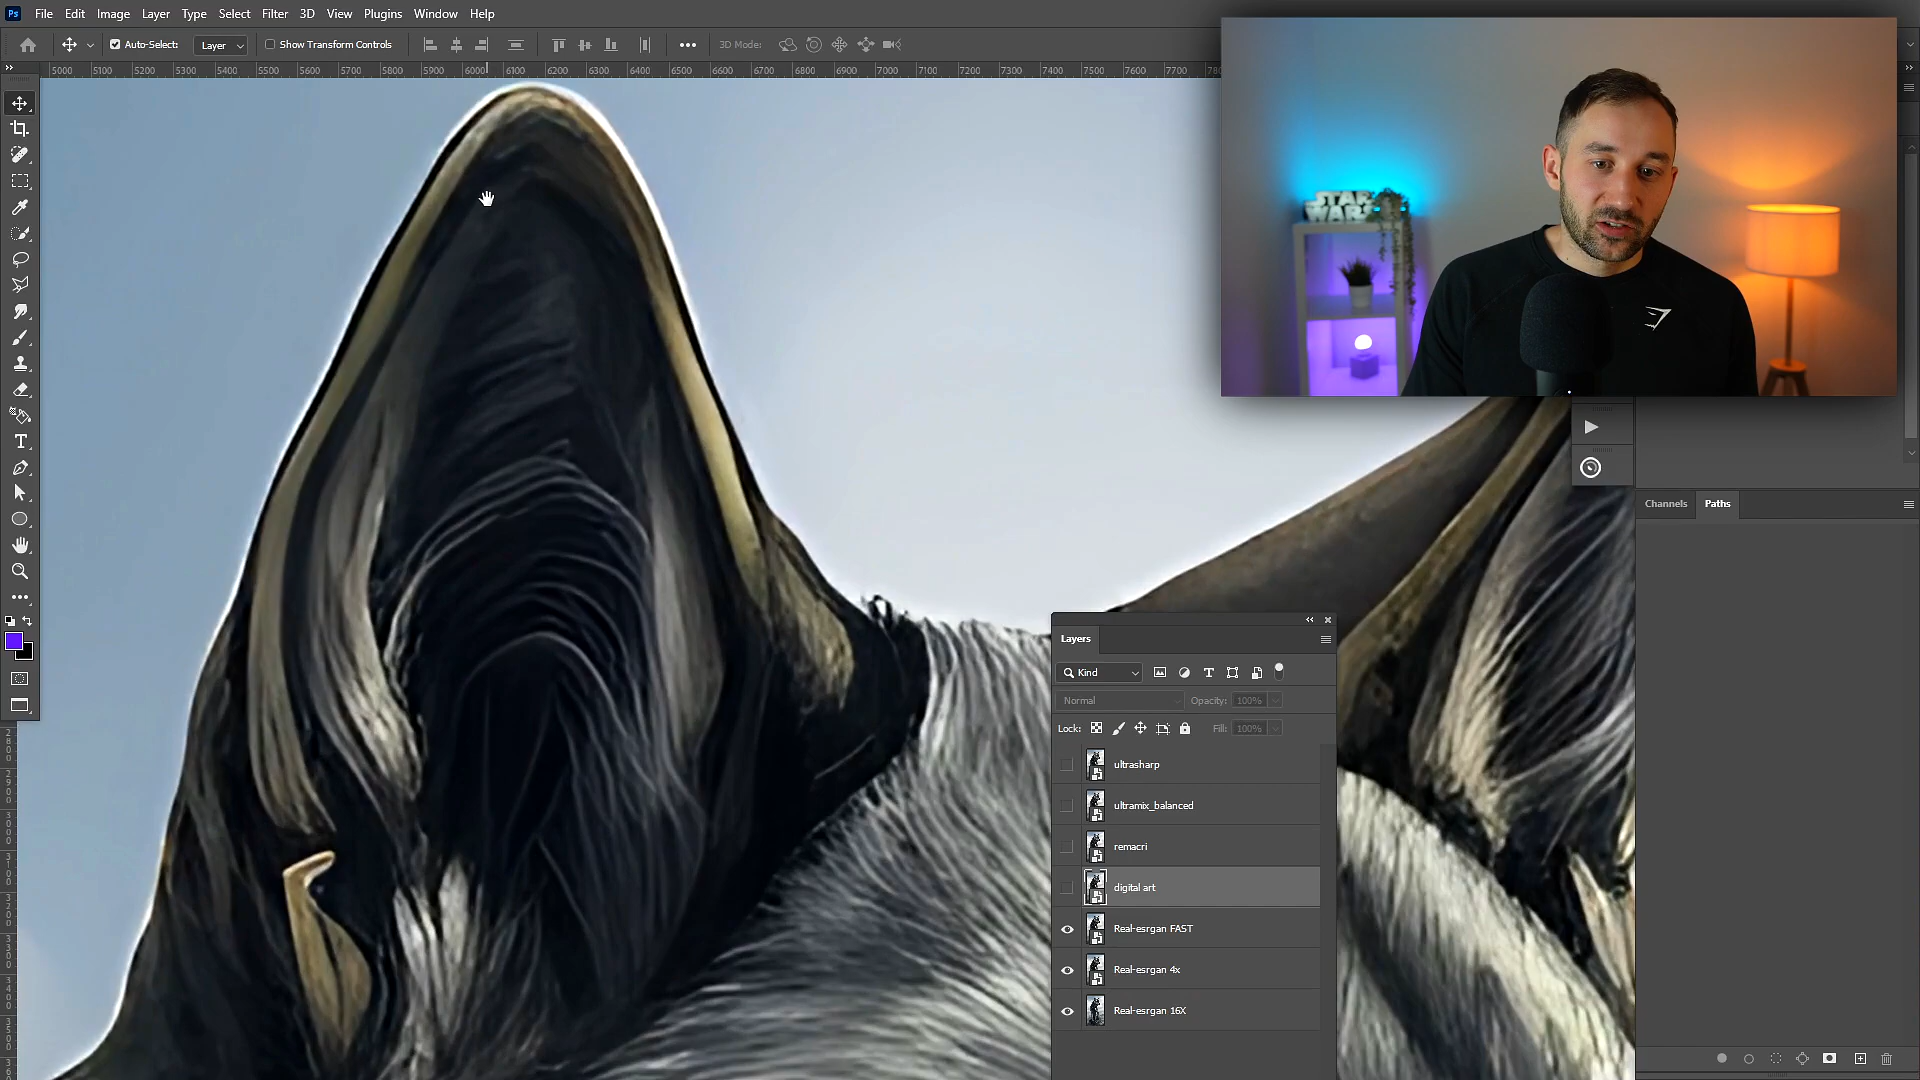 Ps File Edit Image Layer Type Select Filter 3D View Plugins Window Help
Auto-Select: Layer Show Transform Controls 3D Mode:
5000 5100 5200 5300 5400 5500 5600 5700 5800 5900 6000 6100 6200 6300 6400 6500 6600 6700 6800 6900 7000 7100 7200 7300 7400 7500 7600 7700
STAR
WARS
Channels Paths
Layers
Kind
Normal Opacity: 100%
Lock: Fill: 100%
ultrasharp
ultramix_balanced
remacri
digital art
Real-esrgan FAST
Real-esrgan 4x
Real-esrgan 16X